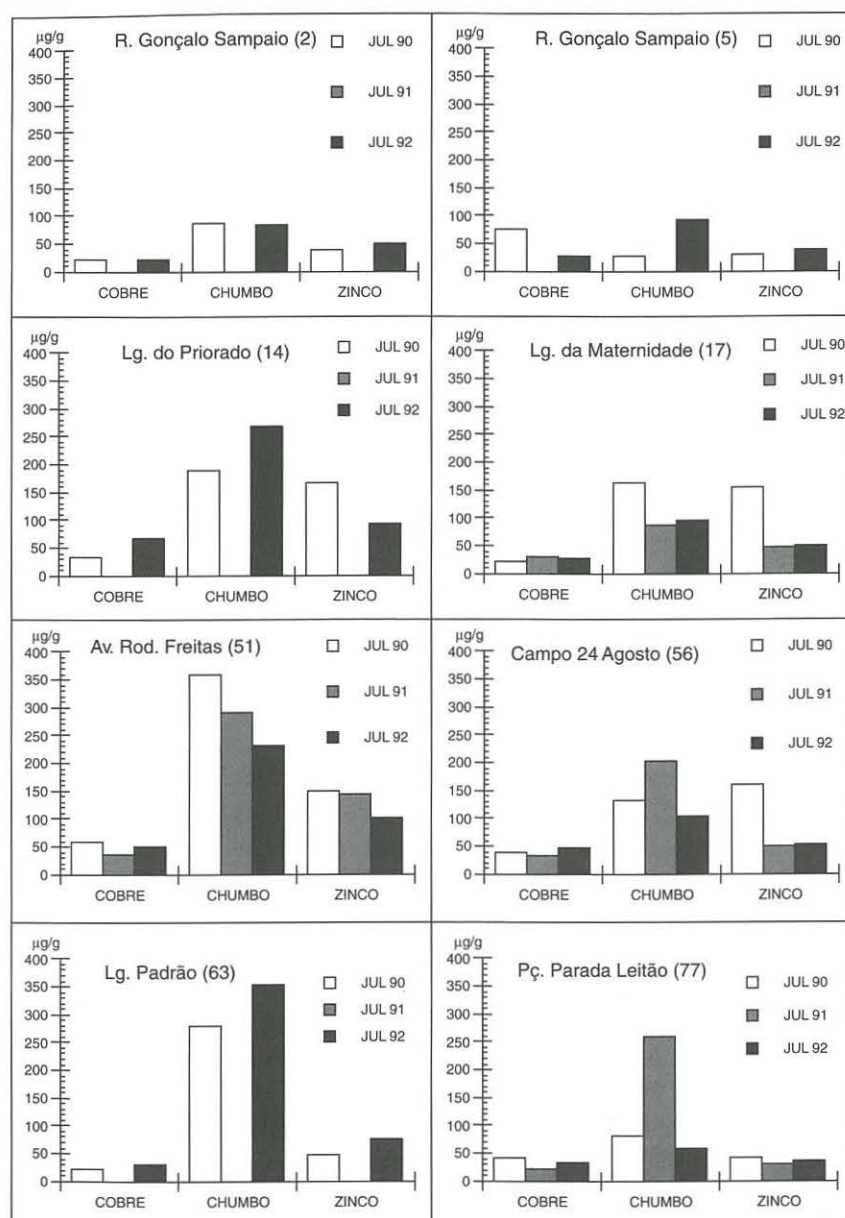 µg/g
R. Gonçalo Sampaio (2)
JUL 90
JUL 91
JUL 92
400
350
300
250
200
150
100
50
0
COBRE CHUMBO ZINCO
µg/g
R. Gonçalo Sampaio (5)
JUL 90
JUL 91
JUL 92
400
350
300
250
200
150
100
50
0
COBRE CHUMBO ZINCO
µg/g
Lg. do Priorado (14)
JUL 90
JUL 91
JUL 92
400
350
300
250
200
150
100
50
0
COBRE CHUMBO ZINCO
µg/g
Lg. da Maternidade (17)
JUL 90
JUL 91
JUL 92
400
350
300
250
200
150
100
50
0
COBRE CHUMBO ZINCO
µg/g
Av. Rod. Freitas (51)
JUL 90
JUL 91
JUL 92
400
350
300
250
200
150
100
50
0
COBRE CHUMBO ZINCO
µg/g
Campo 24 Agosto (56)
JUL 90
JUL 91
JUL 92
400
350
300
250
200
150
100
50
0
COBRE CHUMBO ZINCO
µg/g
Lg. Padrão (63)
JUL 90
JUL 91
JUL 92
400
350
300
250
200
150
100
50
0
COBRE CHUMBO ZINCO
µg/g
Pç. Parada Leitão (77)
JUL 90
JUL 91
JUL 92
400
350
300
250
200
150
100
50
0
COBRE CHUMBO ZINCO